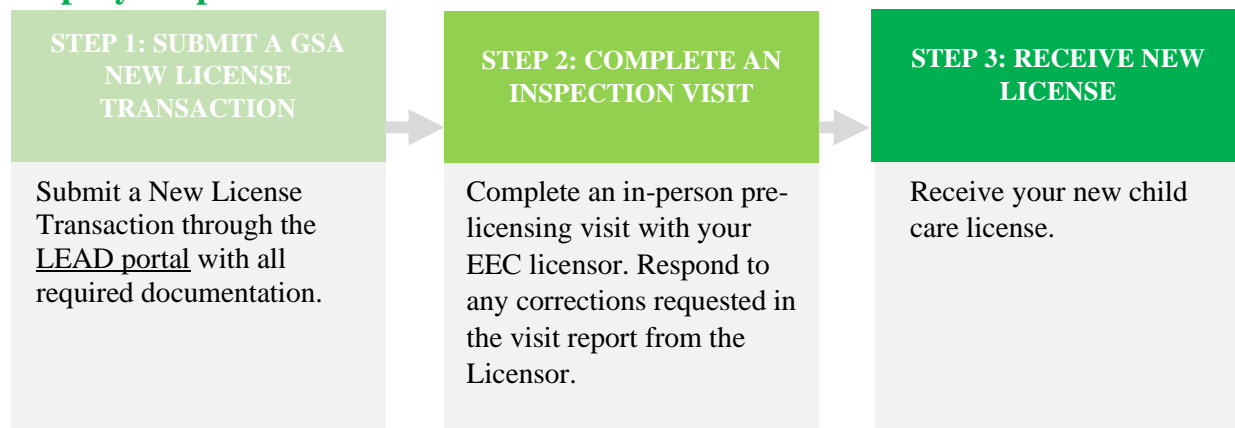 STEP 1: SUBMIT A GSA
NEW LICENSE
TRANSACTION
Submit a New License
Transaction through the
LEAD portal with all
required documentation.
STEP 2: COMPLETE AN
INSPECTION VISIT
Complete an in-person pre-
licensing visit with your
EEC licensor. Respond to
any corrections requested in
the visit report from the
Licensor.
STEP 3: RECEIVE NEW
LICENSE
Receive your new child
care license.